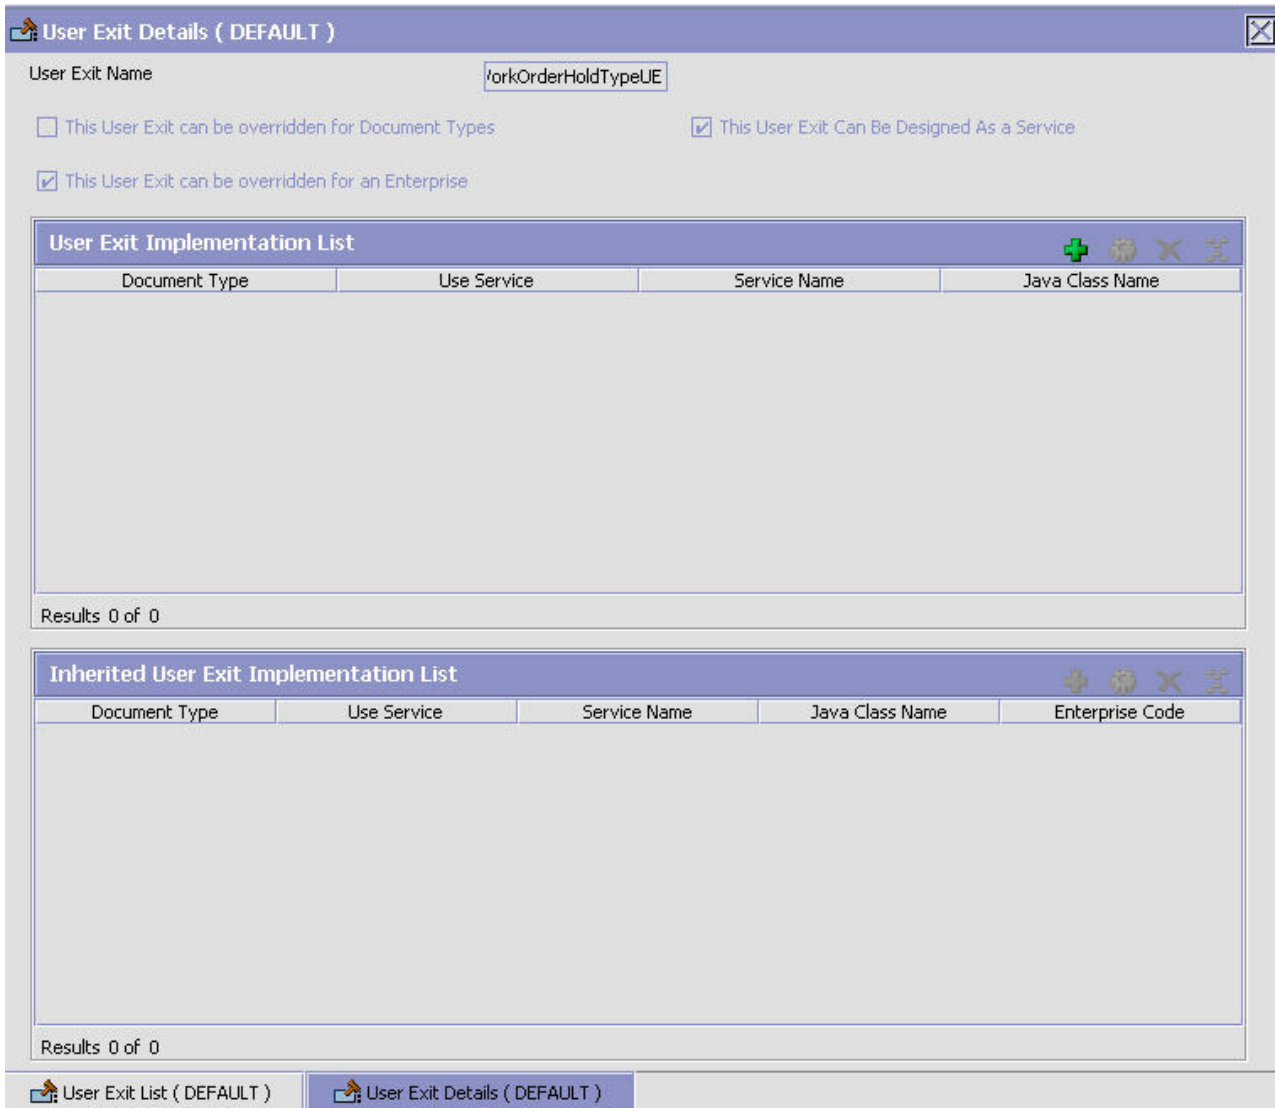 User Exit Details ( DEFAULT )
User Exit Name
orkOrderHoldTypeUE
This User Exit can be overridden for Document Types
This User Exit Can Be Designed As a Service
This User Exit can be overridden for an Enterprise
User Exit Implementation List
Document Type Use Service Service Name Java Class Name
Results 0 of 0
Inherited User Exit Implementation List
Document Type Use Service Service Name Java Class Name Enterprise Code
Results 0 of 0
User Exit List ( DEFAULT )
User Exit Details ( DEFAULT )